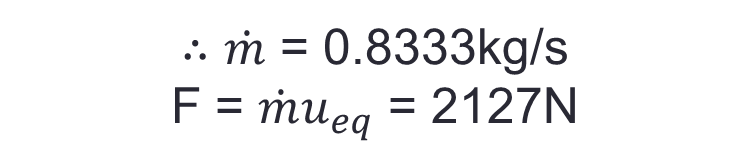 ∴ ṁ = 0.8333kg/s
F = ṁu_eq = 2127N